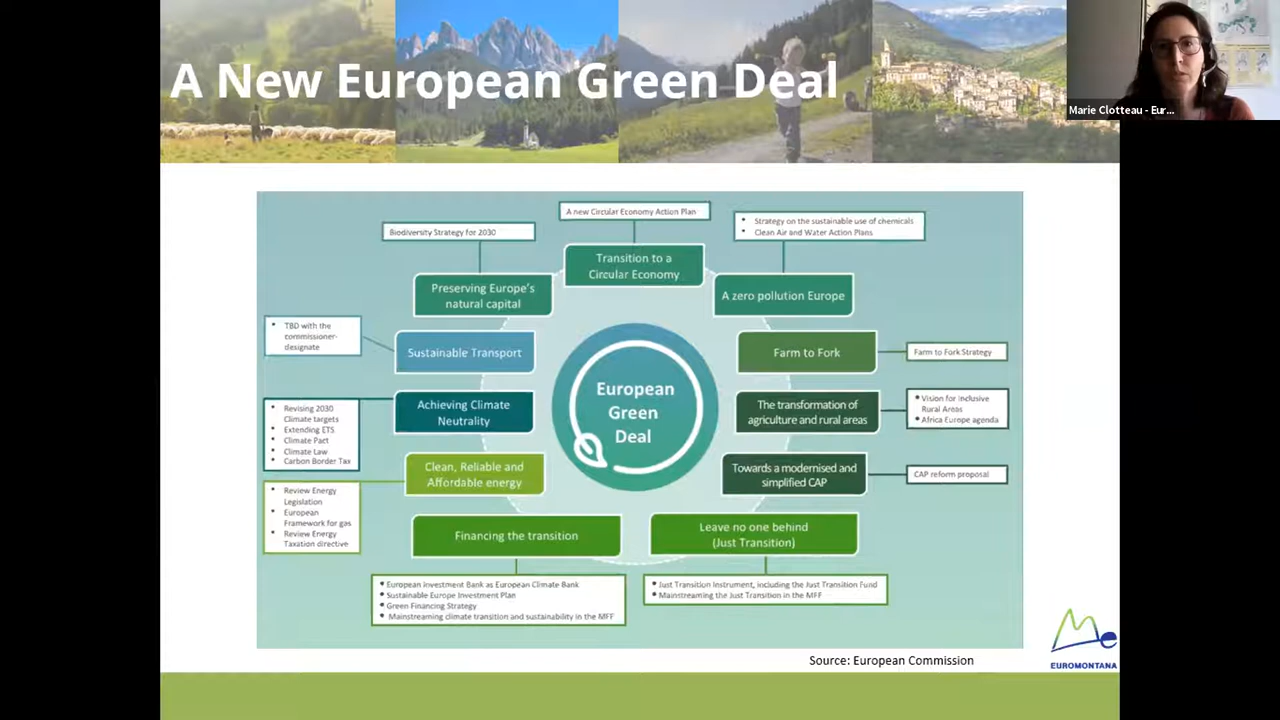 A New European Green Deal
Marie Clotteau - Eur...
A new Circular Economy Action Plan
Biodiversity Strategy for 2030
• Strategy on the sustainable use of chemicals
• Clean Air and Water Action Plans
Transition to a
Circular Economy
Preserving Europe's
natural capital
A zero pollution Europe
• TBD with the
commissioner-
designate
Sustainable Transport
Farm to Fork
Farm to Fork Strategy
European
Green
Deal
Achieving Climate
Neutrality
The transformation of
agriculture and rural areas
• Vision for Inclusive
Rural Areas
• Africa Europe agenda
• Revising 2030
Climate targets
• Extending ETS
• Climate Pact
• Climate Law
• Carbon Border Tax
Clean, Reliable and
Affordable energy
Towards a modernised and
simplified CAP
CAP reform proposal
• Review Energy
Legislation
• European
Framework for gas
• Review Energy
Taxation directive
Financing the transition
Leave no one behind
(Just Transition)
• European Investment Bank as European Climate Bank
• Sustainable Europe Investment Plan
• Green Financing Strategy
• Mainstreaming climate transition and sustainability in the MFF
• Just Transition Instrument, including the Just Transition Fund
• Mainstreaming the Just Transition in the MFF
Source: European Commission
Me
EUROMONTANA